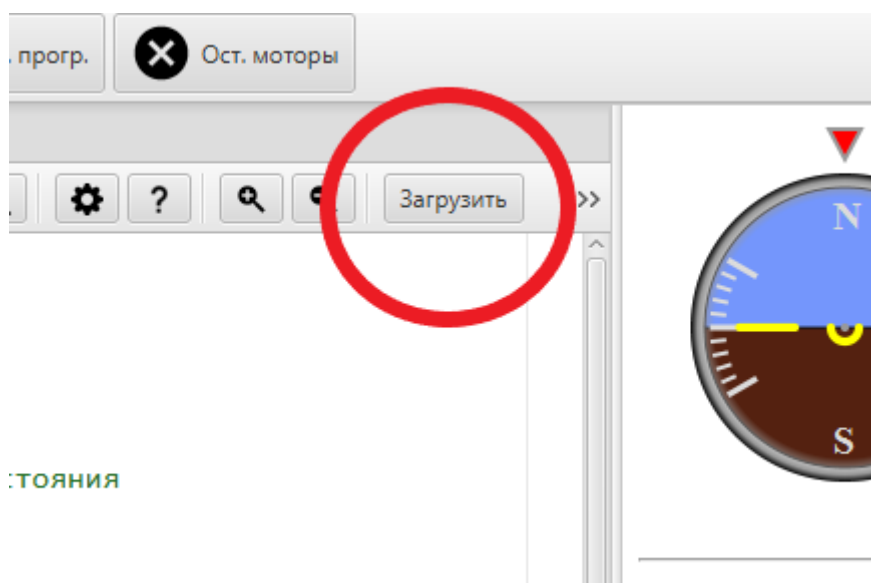 . прогр.
Ост. моторы
?
Загрузить
>>
N
стояния
S